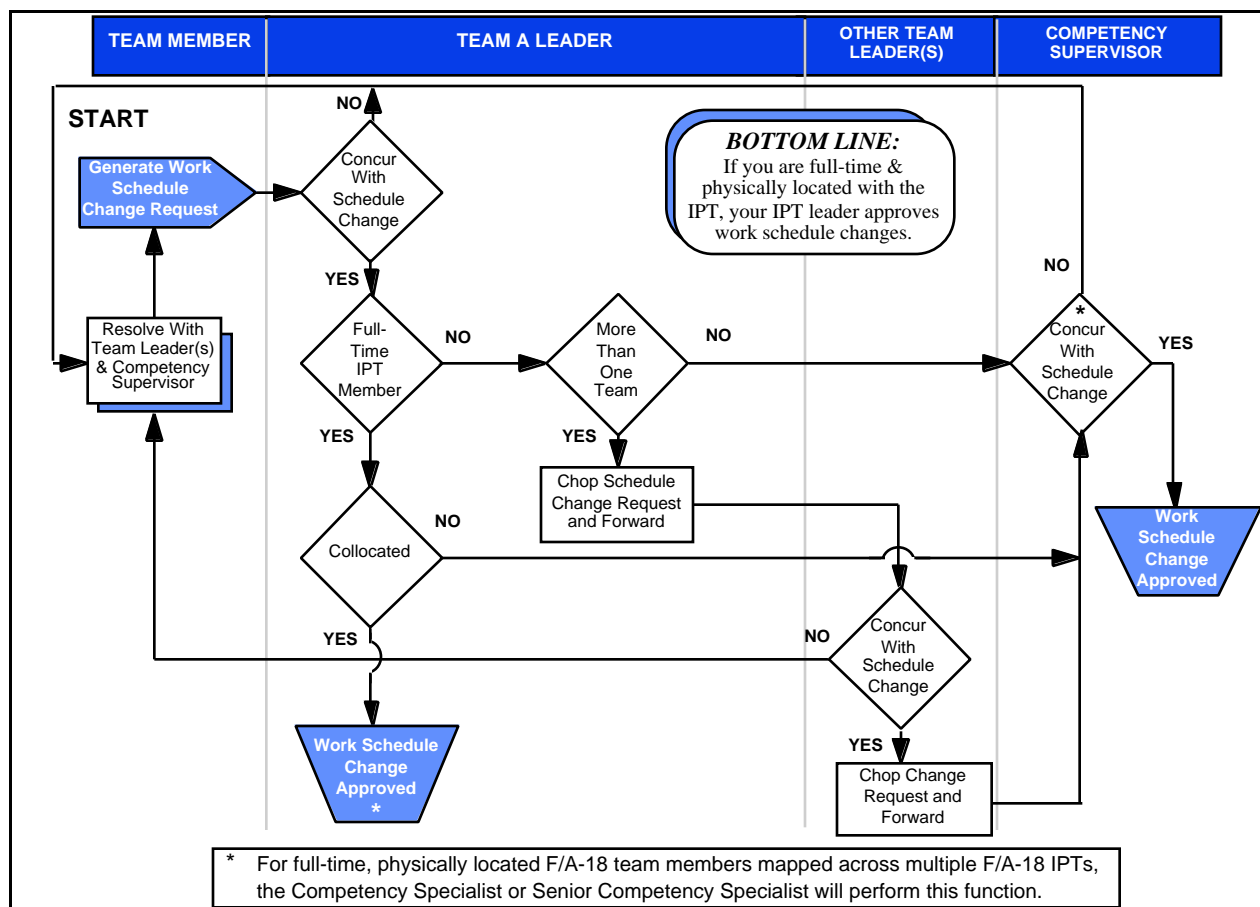 TEAM MEMBER
TEAM A LEADER
OTHER TEAM
LEADER(S)
COMPETENCY
SUPERVISOR
START
NO
Generate Work
Schedule
Change Request
Concur
With
Schedule
Change
BOTTOM LINE:
If you are full-time &
physically located with the
IPT, your IPT leader approves
work schedule changes.
YES
NO
Resolve With
Team Leader(s)
& Competency
Supervisor
Full-
Time
IPT
Member
NO
More
Than
One
Team
NO
*
Concur
With
Schedule
Change
YES
YES
YES
Chop Schedule
Change Request
and Forward
Collocated
NO
Work
Schedule
Change
Approved
YES
NO
Concur
With
Schedule
Change
Work Schedule
Change
Approved
*
YES
Chop Change
Request and
Forward
* For full-time, physically located F/A-18 team members mapped across multiple F/A-18 IPTs,
the Competency Specialist or Senior Competency Specialist will perform this function.